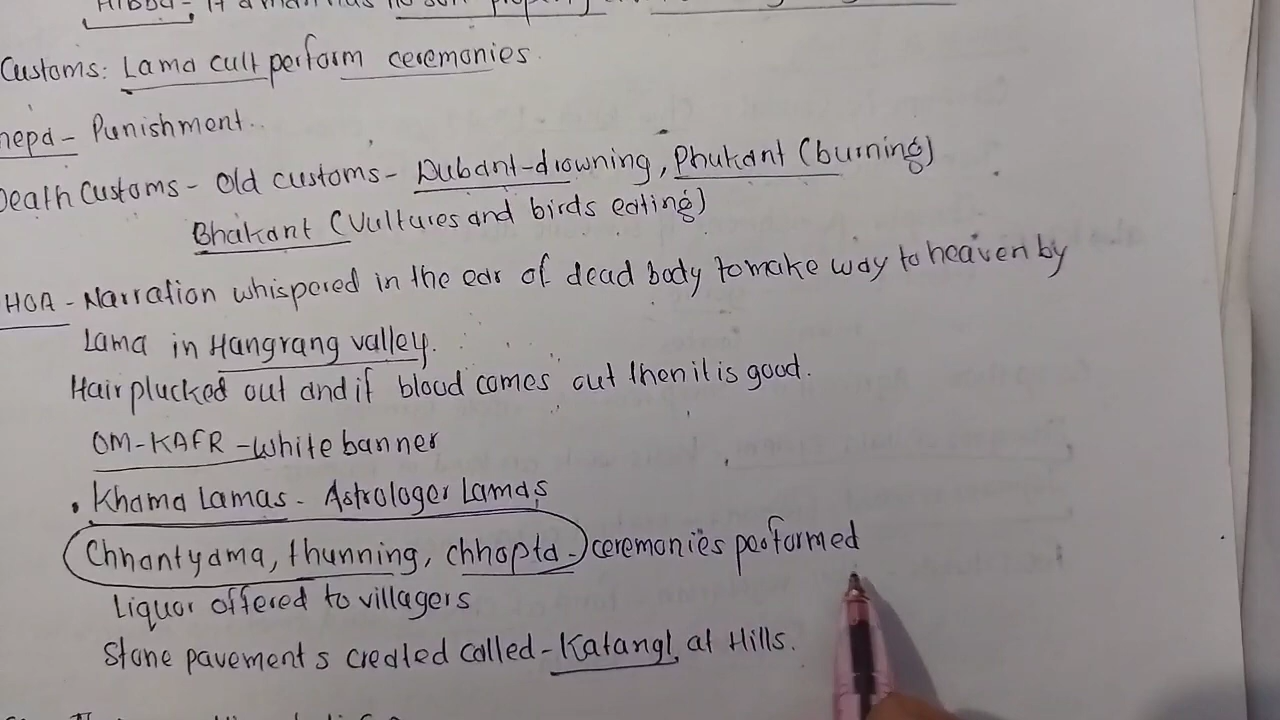 Customs: Lama cult perform ceremonies.
Punishment..
Death Customs - Old customs - Dubant-drowning, Phukant (burning)
Bhakant (Vultures and birds eating)
HOA - Narration whispered in the ear of dead body to make way to heaven by
Lama in Hangrang valley.
Hair plucked out and if blood comes out then it is good.
OM-KAFR - white banner
• Khama Lamas - Astrologer Lamas
Chhantyama, thunning, chhopta - ceremonies performed
Liquor offered to villagers
Stone pavements created called - Katangl at Hills.